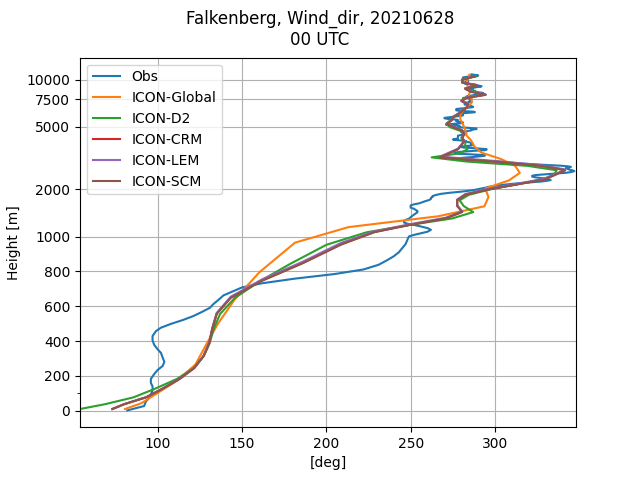 Falkenberg, Wind_dir, 20210628
00 UTC
Obs
ICON-Global
ICON-D2
ICON-CRM
ICON-LEM
ICON-SCM
10000
7500
5000
2000
1000
800
600
400
200
0
Height [m]
100 150 200 250 300
[deg]